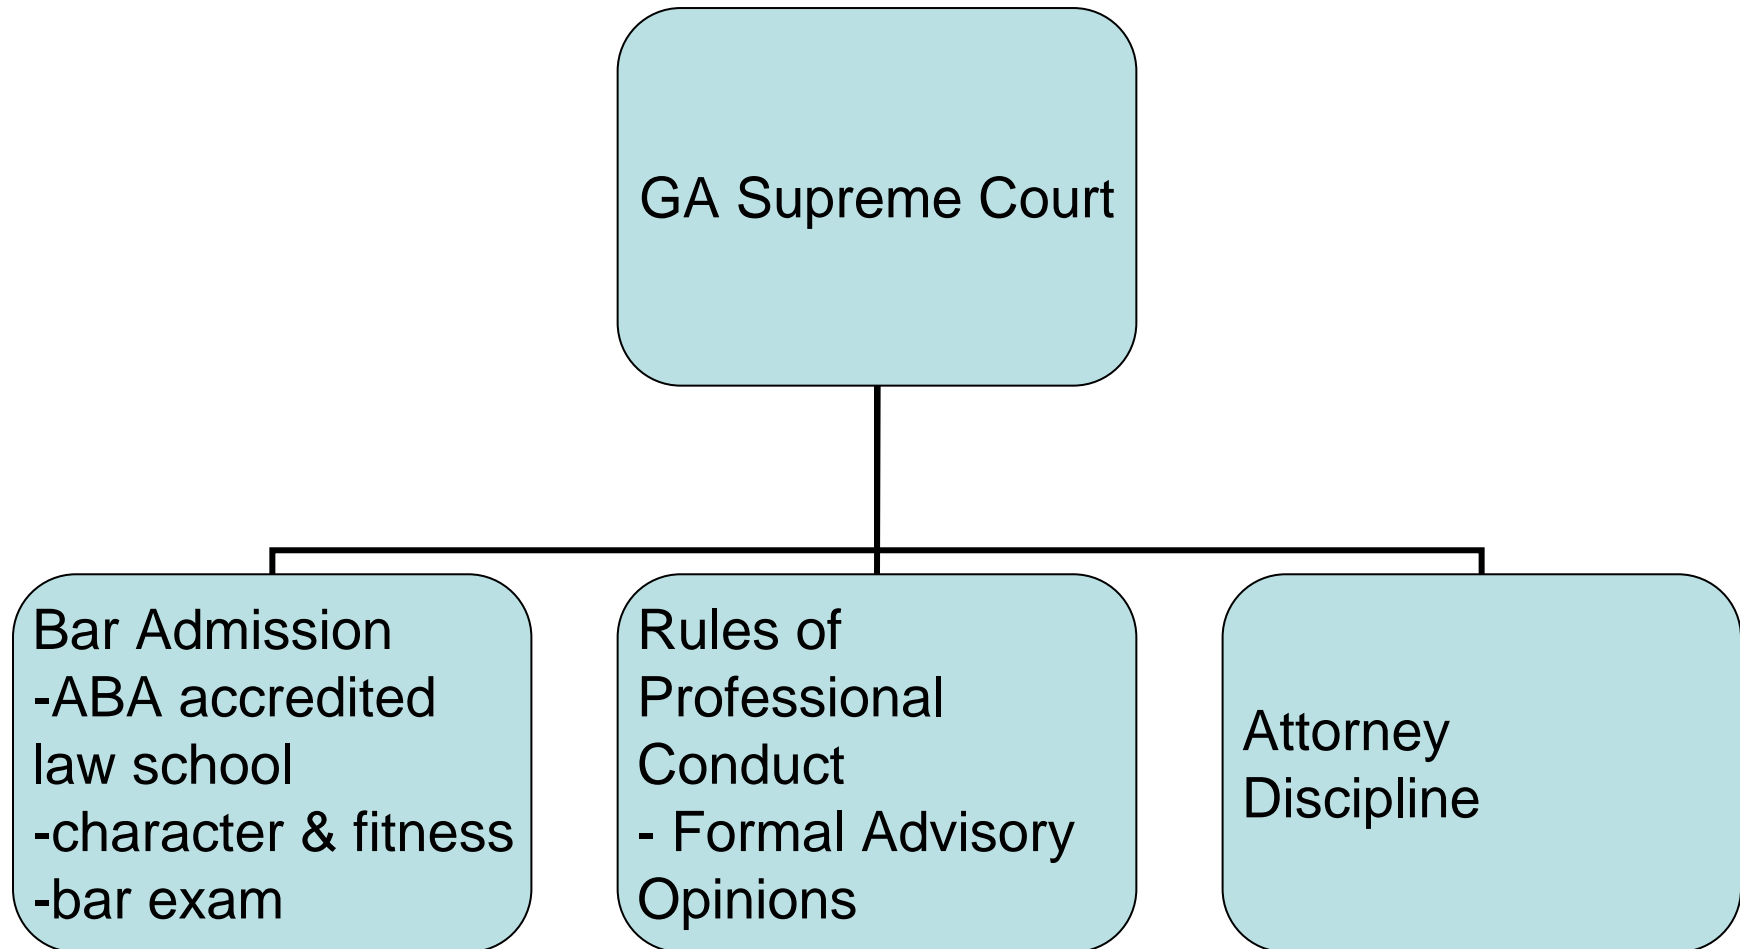 GA Supreme Court
Bar Admission
-ABA accredited
law school
-character & fitness
-bar exam
Rules of
Professional
Conduct
- Formal Advisory
Opinions
Attorney
Discipline